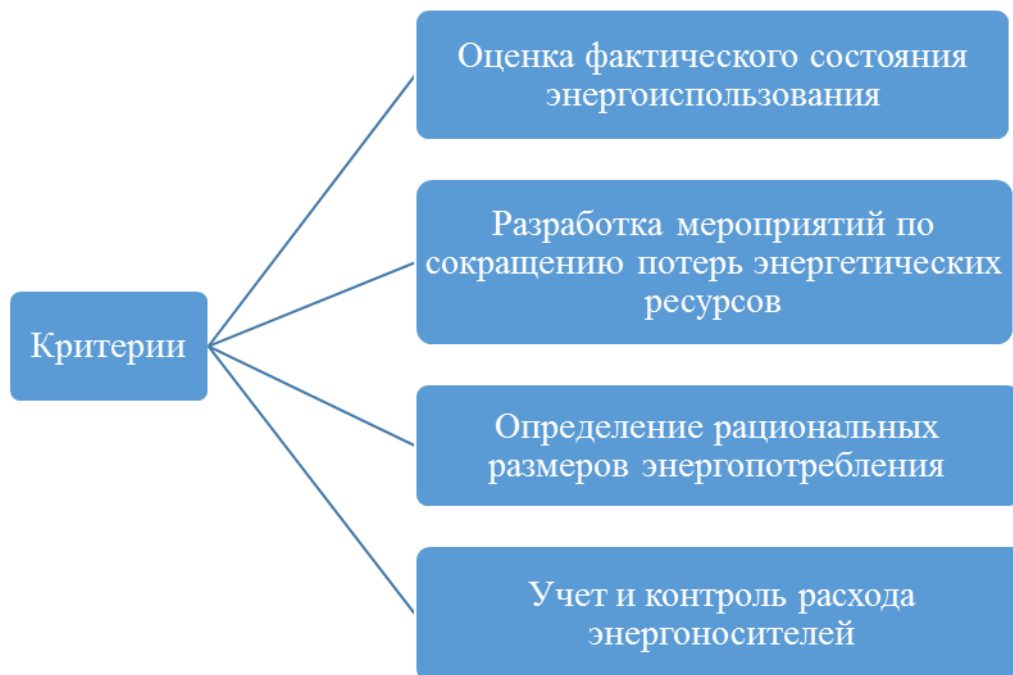 Критерии
Оценка фактического состояния
энергоиспользования
Разработка мероприятий по
сокращению потерь энергетических
ресурсов
Определение рациональных
размеров энергопотребления
Учет и контроль расхода
энергоносителей